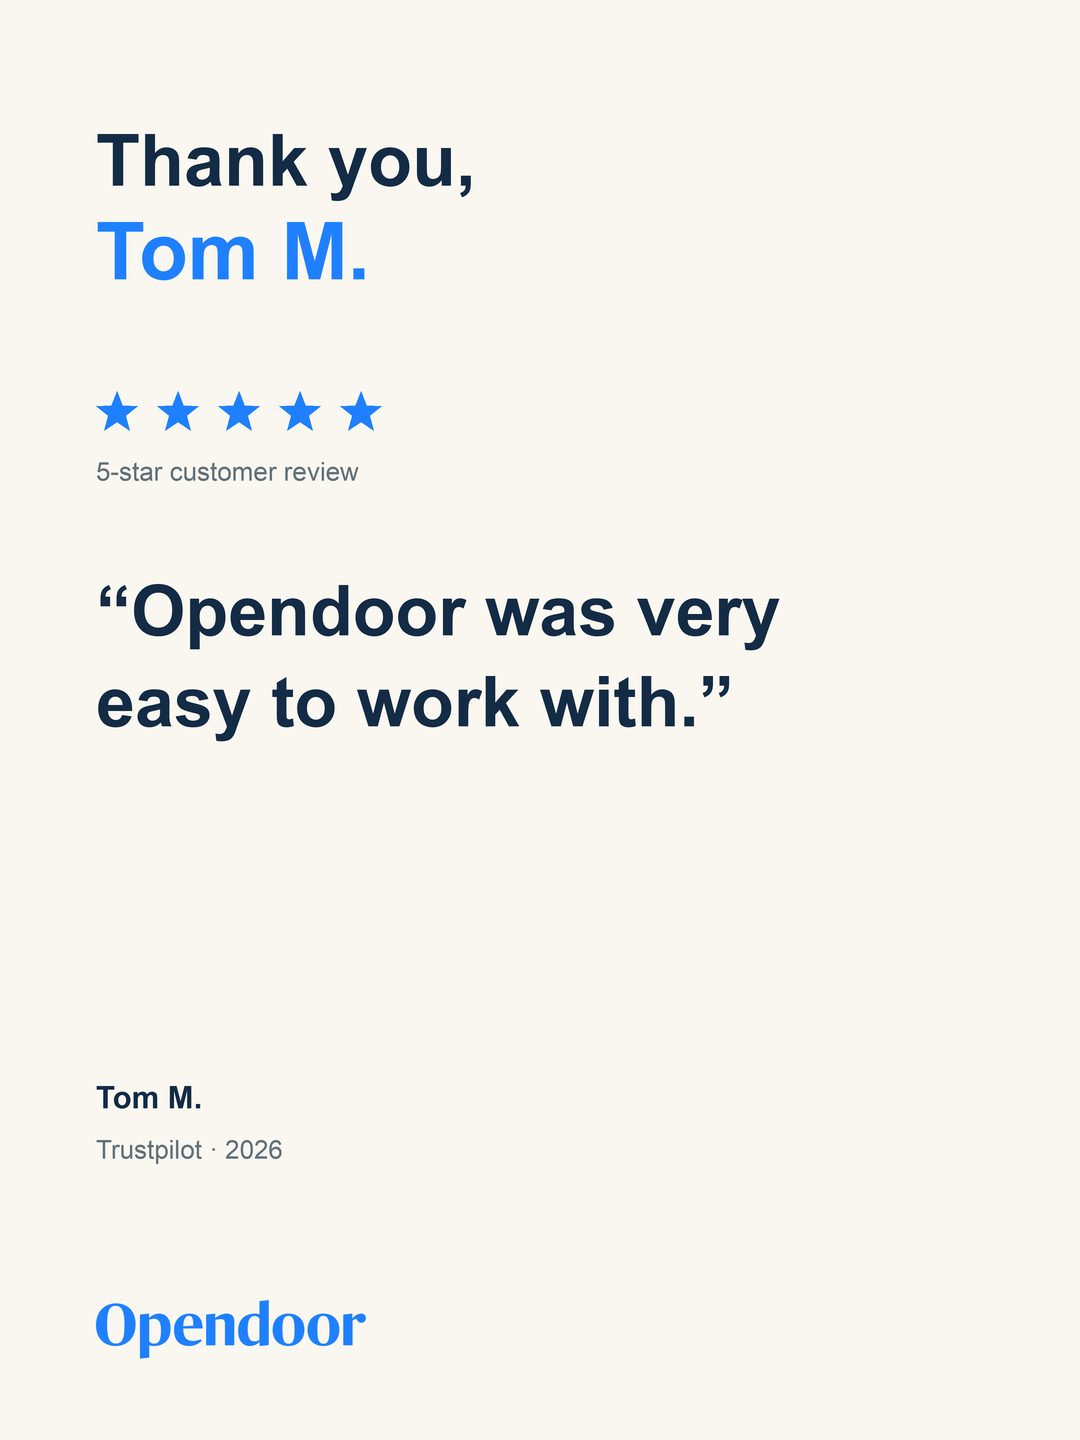 Thank you,
Tom M.
5-star customer review
“Opendoor was very
easy to work with.”
Tom M.
Trustpilot · 2026
Opendoor